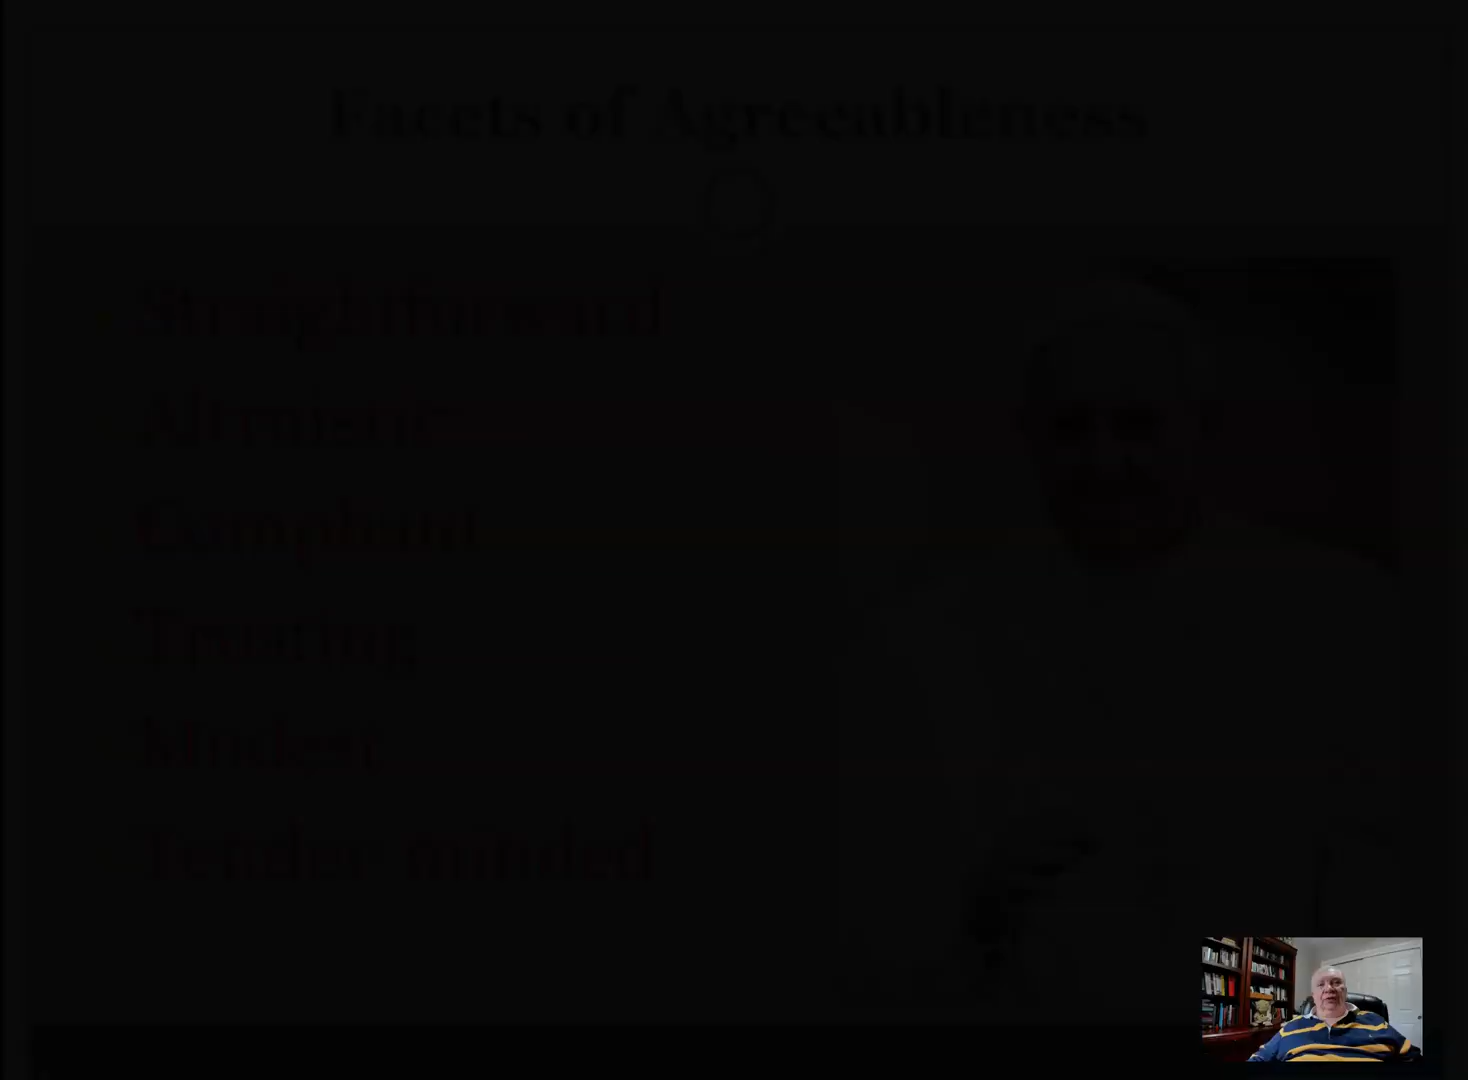 Facets of Agreeableness
Straightforward
Altruistic
Compliant
Trusting
Modest
Tender-minded